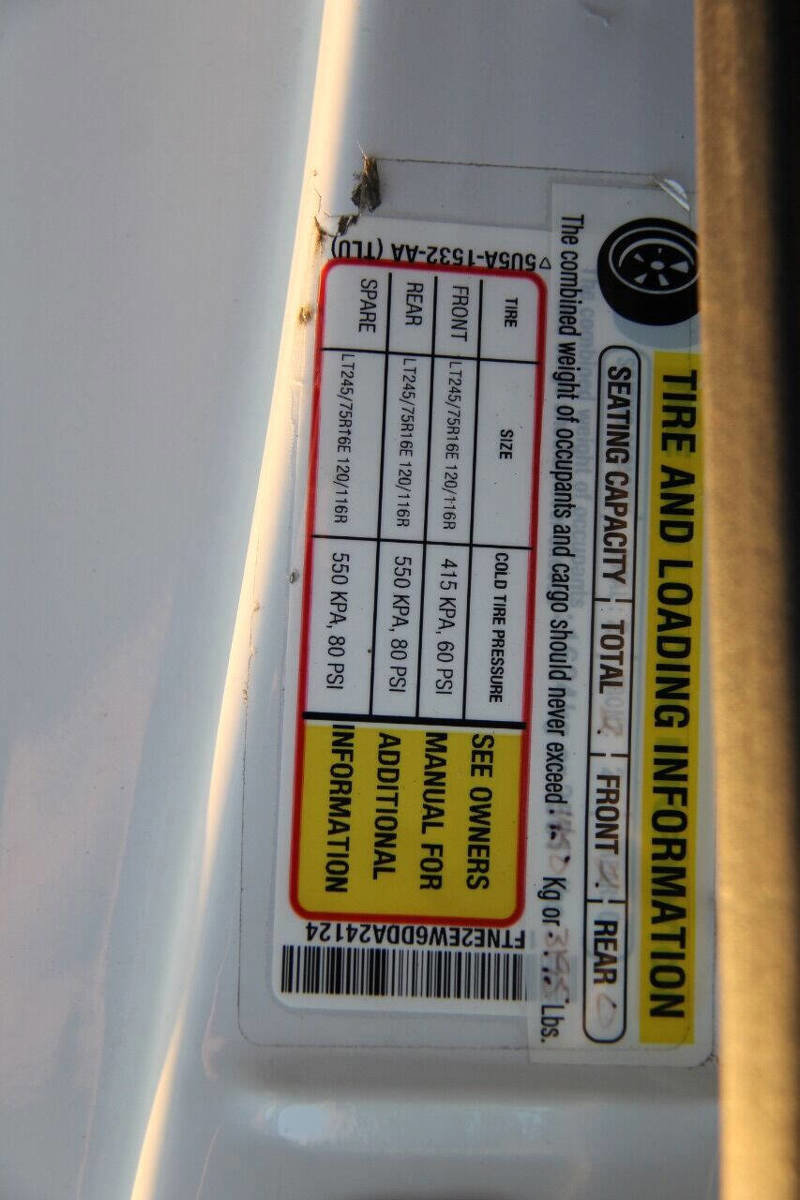 TIRE AND LOADING INFORMATION
SEATING CAPACITY TOTAL FRONT REAR
The combined weight of occupants and cargo should never exceed Kg or Lbs.
5U5A-1532-AA (TLU)
TIRE SIZE COLD TIRE PRESSURE
FRONT LT245/75R16E 120/116R 415 KPA, 60 PSI
REAR LT245/75R16E 120/116R 550 KPA, 80 PSI
SPARE LT245/75R16E 120/116R 550 KPA, 80 PSI
SEE OWNERS
MANUAL FOR
ADDITIONAL
INFORMATION
FTNE2EW6DDA24124